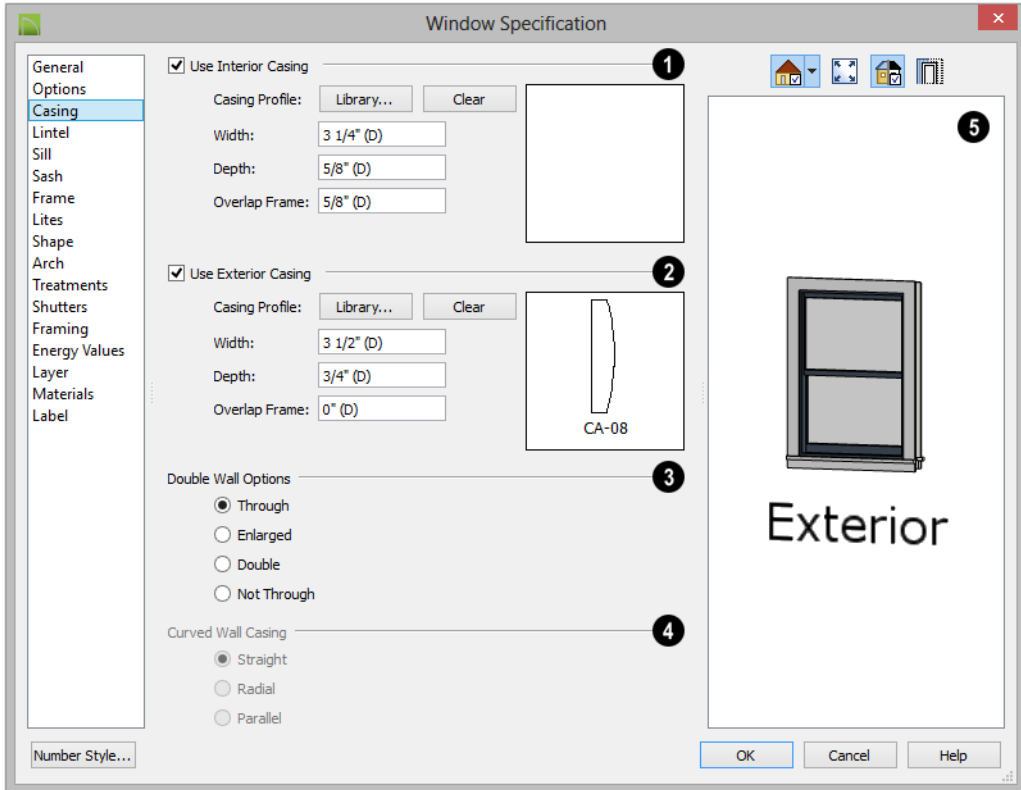 Window Specification
General
Options
Casing
Lintel
Sill
Sash
Frame
Lites
Shape
Arch
Treatments
Shutters
Framing
Energy Values
Layer
Materials
Label
Number Style...
Use Interior Casing 1
Casing Profile: Library... Clear
Width: 3 1/4" (D)
Depth: 5/8" (D)
Overlap Frame: 5/8" (D)
Use Exterior Casing 2
Casing Profile: Library... Clear
Width: 3 1/2" (D)
Depth: 3/4" (D)
Overlap Frame: 0" (D)
CA-08
Double Wall Options 3
Through
Enlarged
Double
Not Through
Curved Wall Casing 4
Straight
Radial
Parallel
5
Exterior
OK Cancel Help